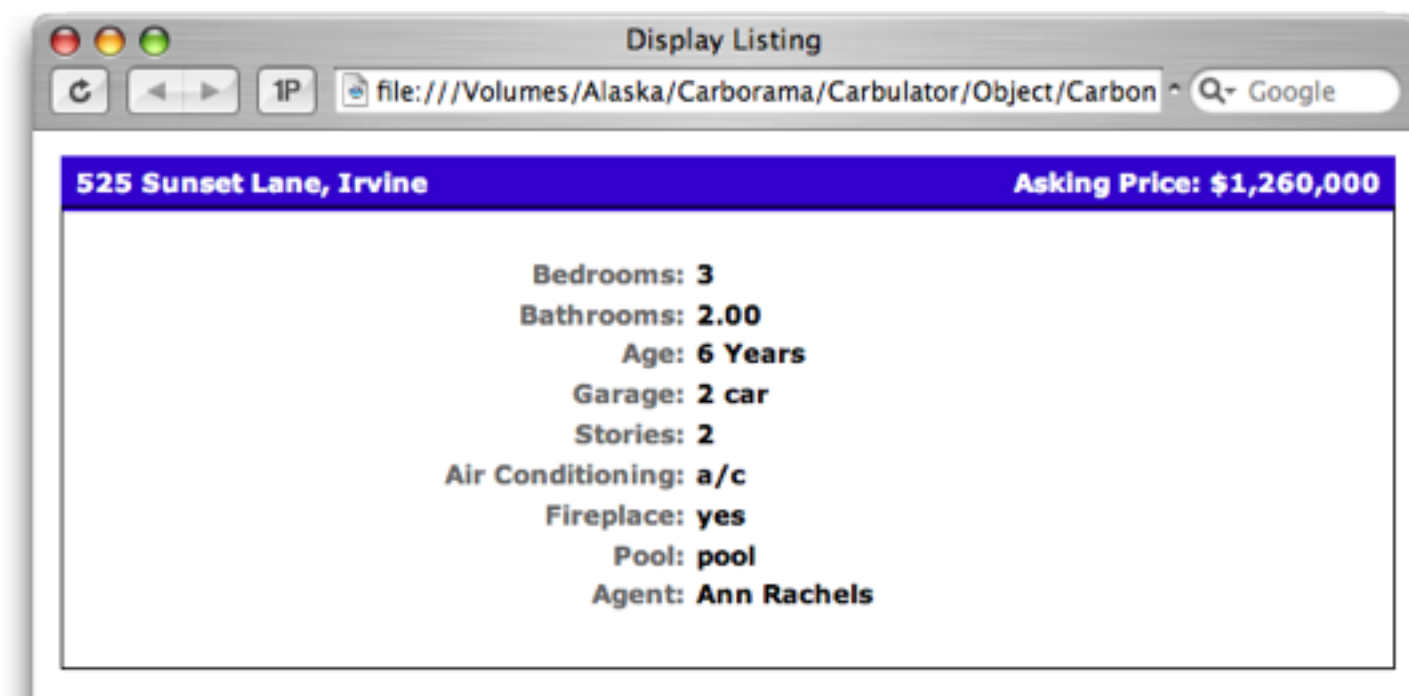 Display Listing
1P file:///Volumes/Alaska/Carborama/Carbulator/Object/Carbon Google
525 Sunset Lane, Irvine Asking Price: $1,260,000
Bedrooms: 3
Bathrooms: 2.00
Age: 6 Years
Garage: 2 car
Stories: 2
Air Conditioning: a/c
Fireplace: yes
Pool: pool
Agent: Ann Rachels